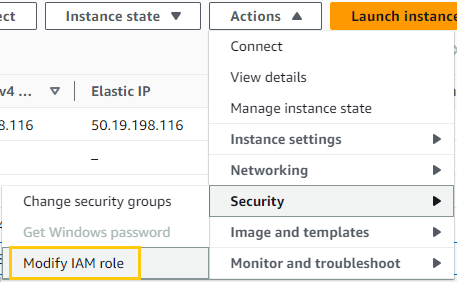 ect
Instance state
Actions
Launch instance
v4 ...
Elastic IP
8.116
50.19.198.116
–
Connect
View details
Manage instance state
Instance settings
Networking
Security
Image and templates
Monitor and troubleshoot
Change security groups
Get Windows password
Modify IAM role